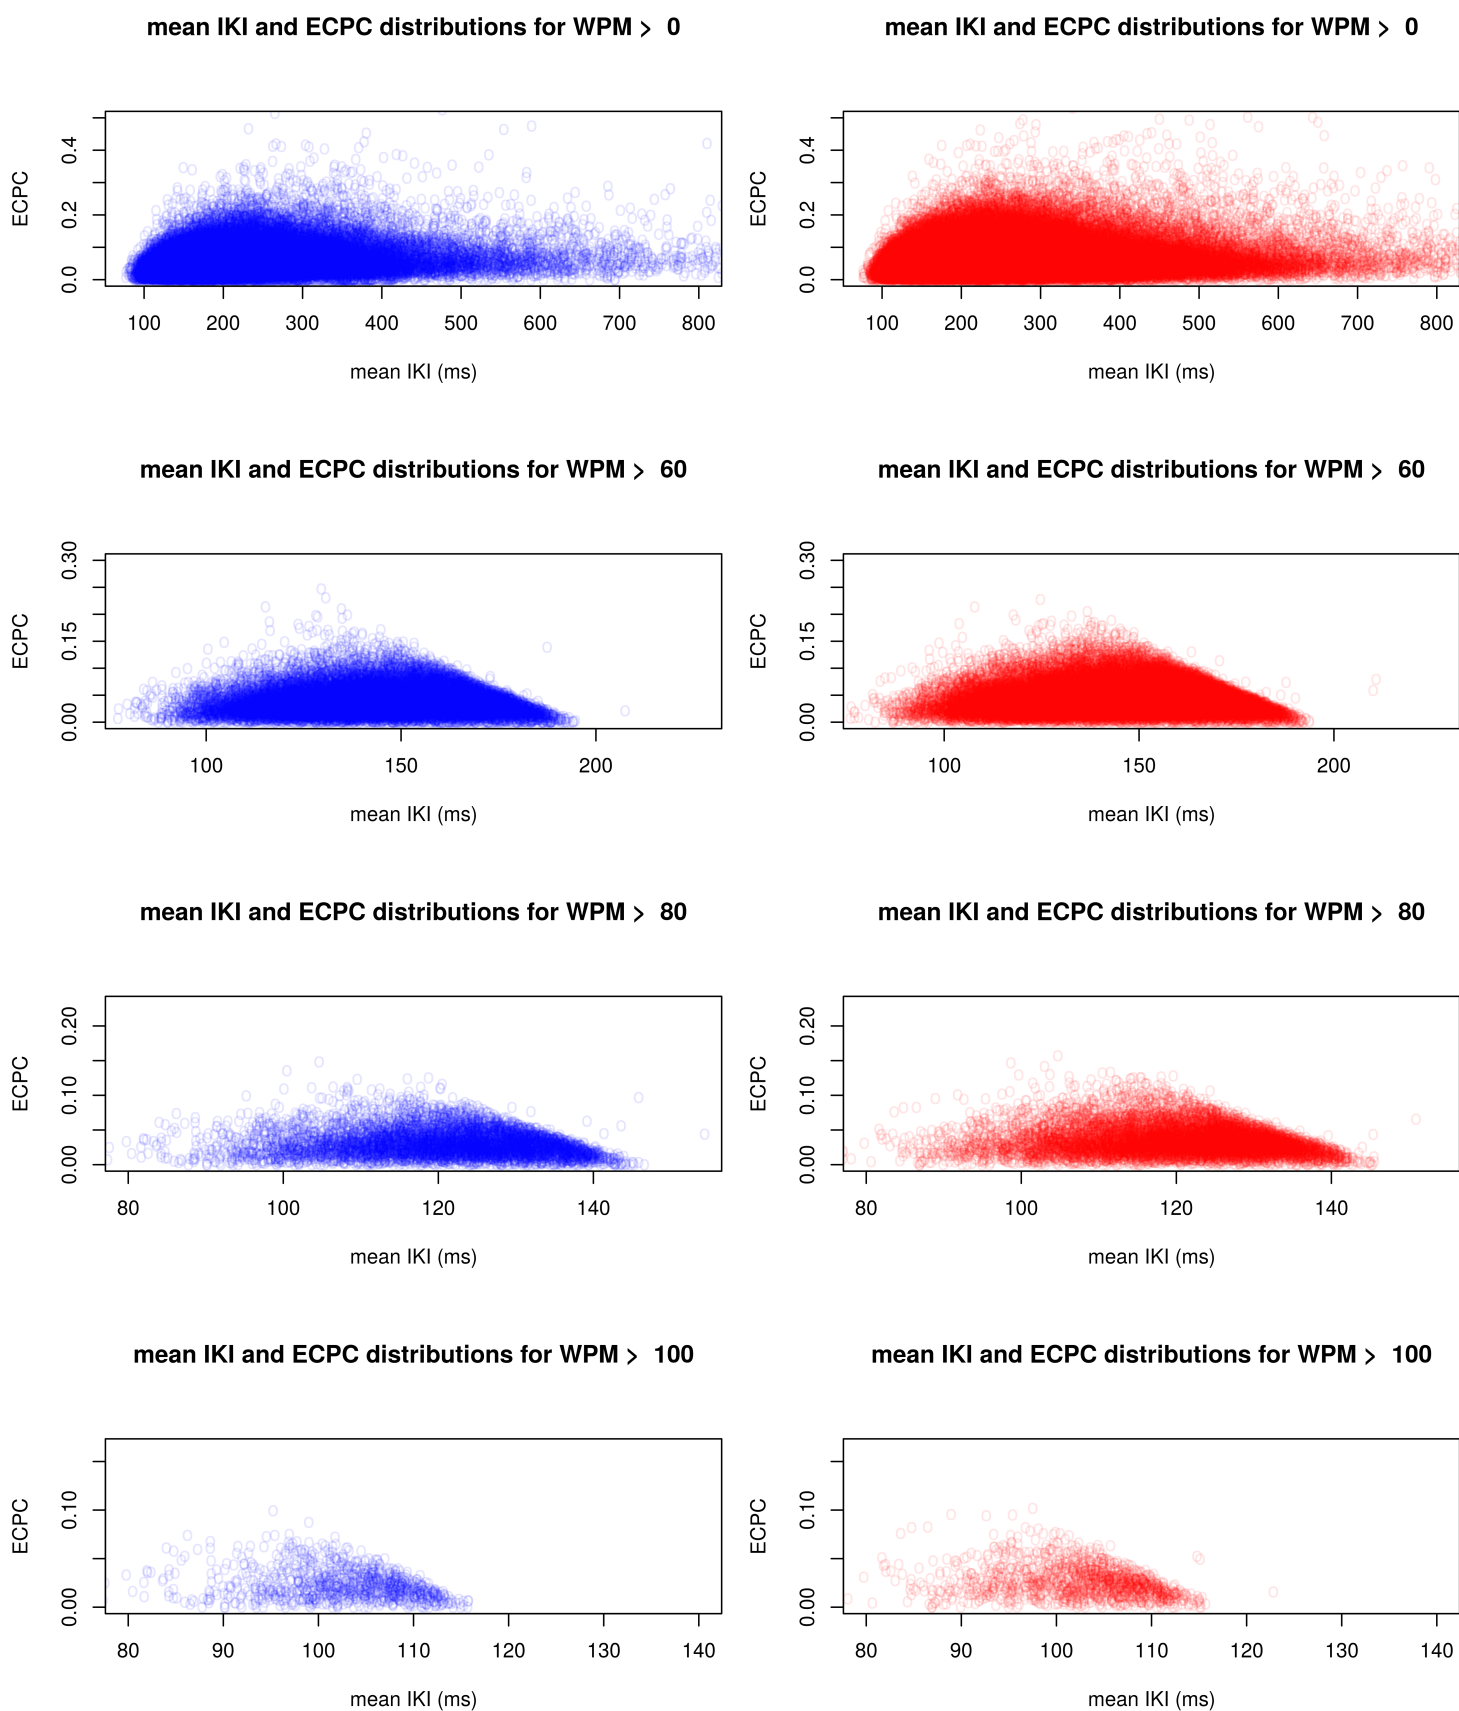 mean IKI and ECPC distributions for WPM > 0
ECPC
0.0 0.2 0.4
100 200 300 400 500 600 700 800
mean IKI (ms)
mean IKI and ECPC distributions for WPM > 0
ECPC
0.0 0.2 0.4
100 200 300 400 500 600 700 800
mean IKI (ms)
mean IKI and ECPC distributions for WPM > 60
ECPC
0.00 0.15 0.30
100 150 200
mean IKI (ms)
mean IKI and ECPC distributions for WPM > 60
ECPC
0.00 0.15 0.30
100 150 200
mean IKI (ms)
mean IKI and ECPC distributions for WPM > 80
ECPC
0.00 0.10 0.20
80 100 120 140
mean IKI (ms)
mean IKI and ECPC distributions for WPM > 80
ECPC
0.00 0.10 0.20
80 100 120 140
mean IKI (ms)
mean IKI and ECPC distributions for WPM > 100
ECPC
0.00 0.10
80 90 100 110 120 130 140
mean IKI (ms)
mean IKI and ECPC distributions for WPM > 100
ECPC
0.00 0.10
80 90 100 110 120 130 140
mean IKI (ms)